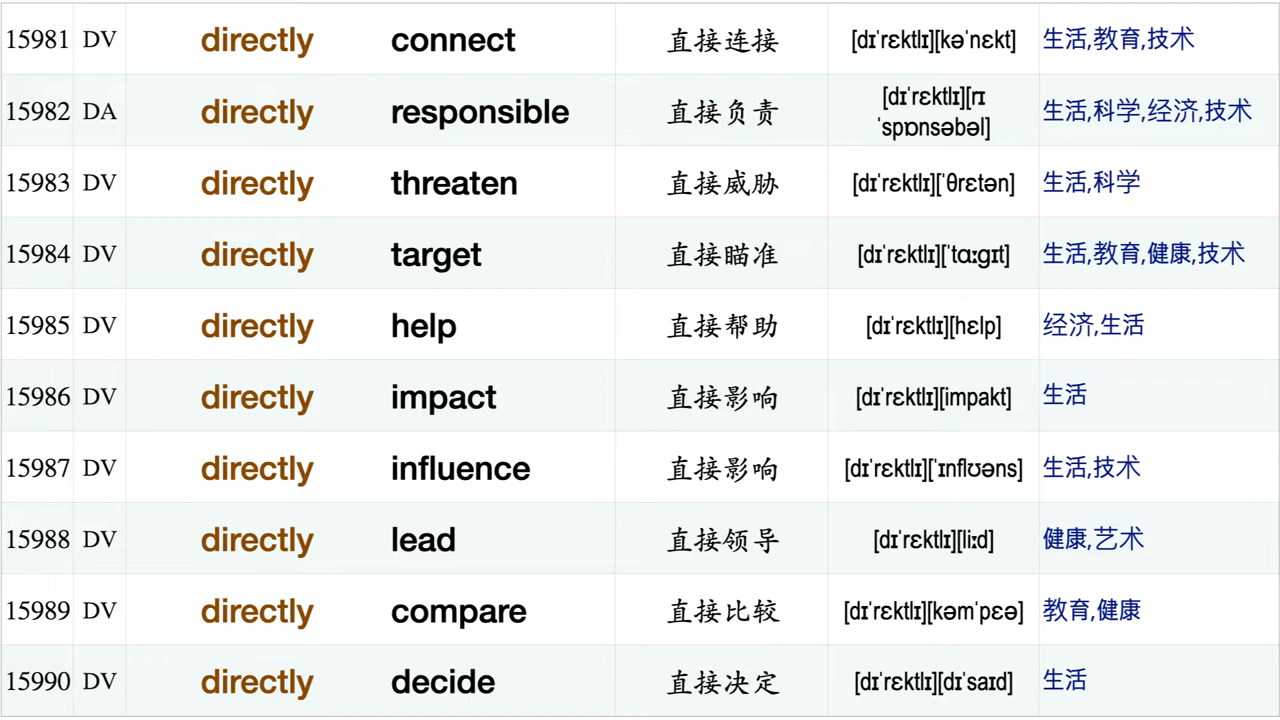 15981 DV directly connect 直接连接 [dɪˈrɛktlɪ][kəˈnɛkt] 生活,教育,技术
15982 DA directly responsible 直接负责 [dɪˈrɛktlɪ][rɪˈspɒnsəbəl] 生活,科学,经济,技术
15983 DV directly threaten 直接威胁 [dɪˈrɛktlɪ][ˈθrɛtən] 生活,科学
15984 DV directly target 直接瞄准 [dɪˈrɛktlɪ][ˈtɑːɡɪt] 生活,教育,健康,技术
15985 DV directly help 直接帮助 [dɪˈrɛktlɪ][hɛlp] 经济,生活
15986 DV directly impact 直接影响 [dɪˈrɛktlɪ][impakt] 生活
15987 DV directly influence 直接影响 [dɪˈrɛktlɪ][ˈɪnflʊəns] 生活,技术
15988 DV directly lead 直接领导 [dɪˈrɛktlɪ][liːd] 健康,艺术
15989 DV directly compare 直接比较 [dɪˈrɛktlɪ][kəmˈpɛə] 教育,健康
15990 DV directly decide 直接决定 [dɪˈrɛktlɪ][dɪˈsaɪd] 生活